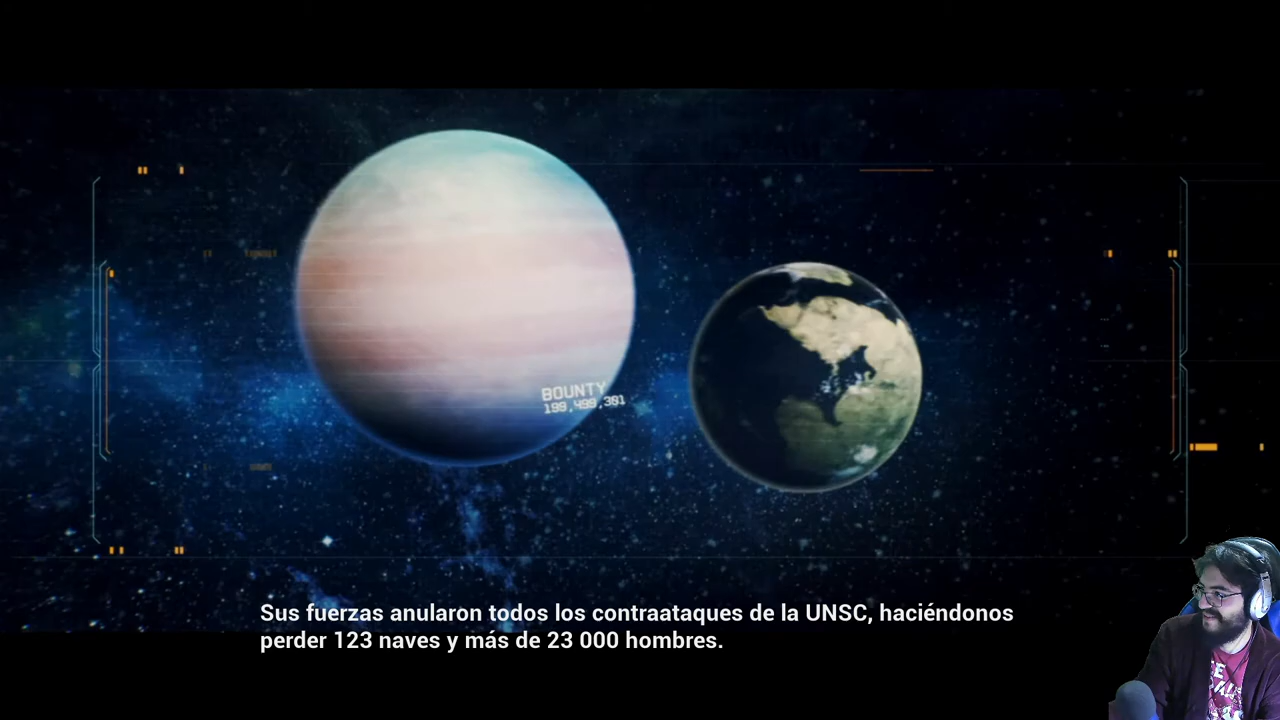 BOUNTY
199,499,301
Sus fuerzas anularon todos los contraataques de la UNSC, haciéndonos
perder 123 naves y más de 23 000 hombres.